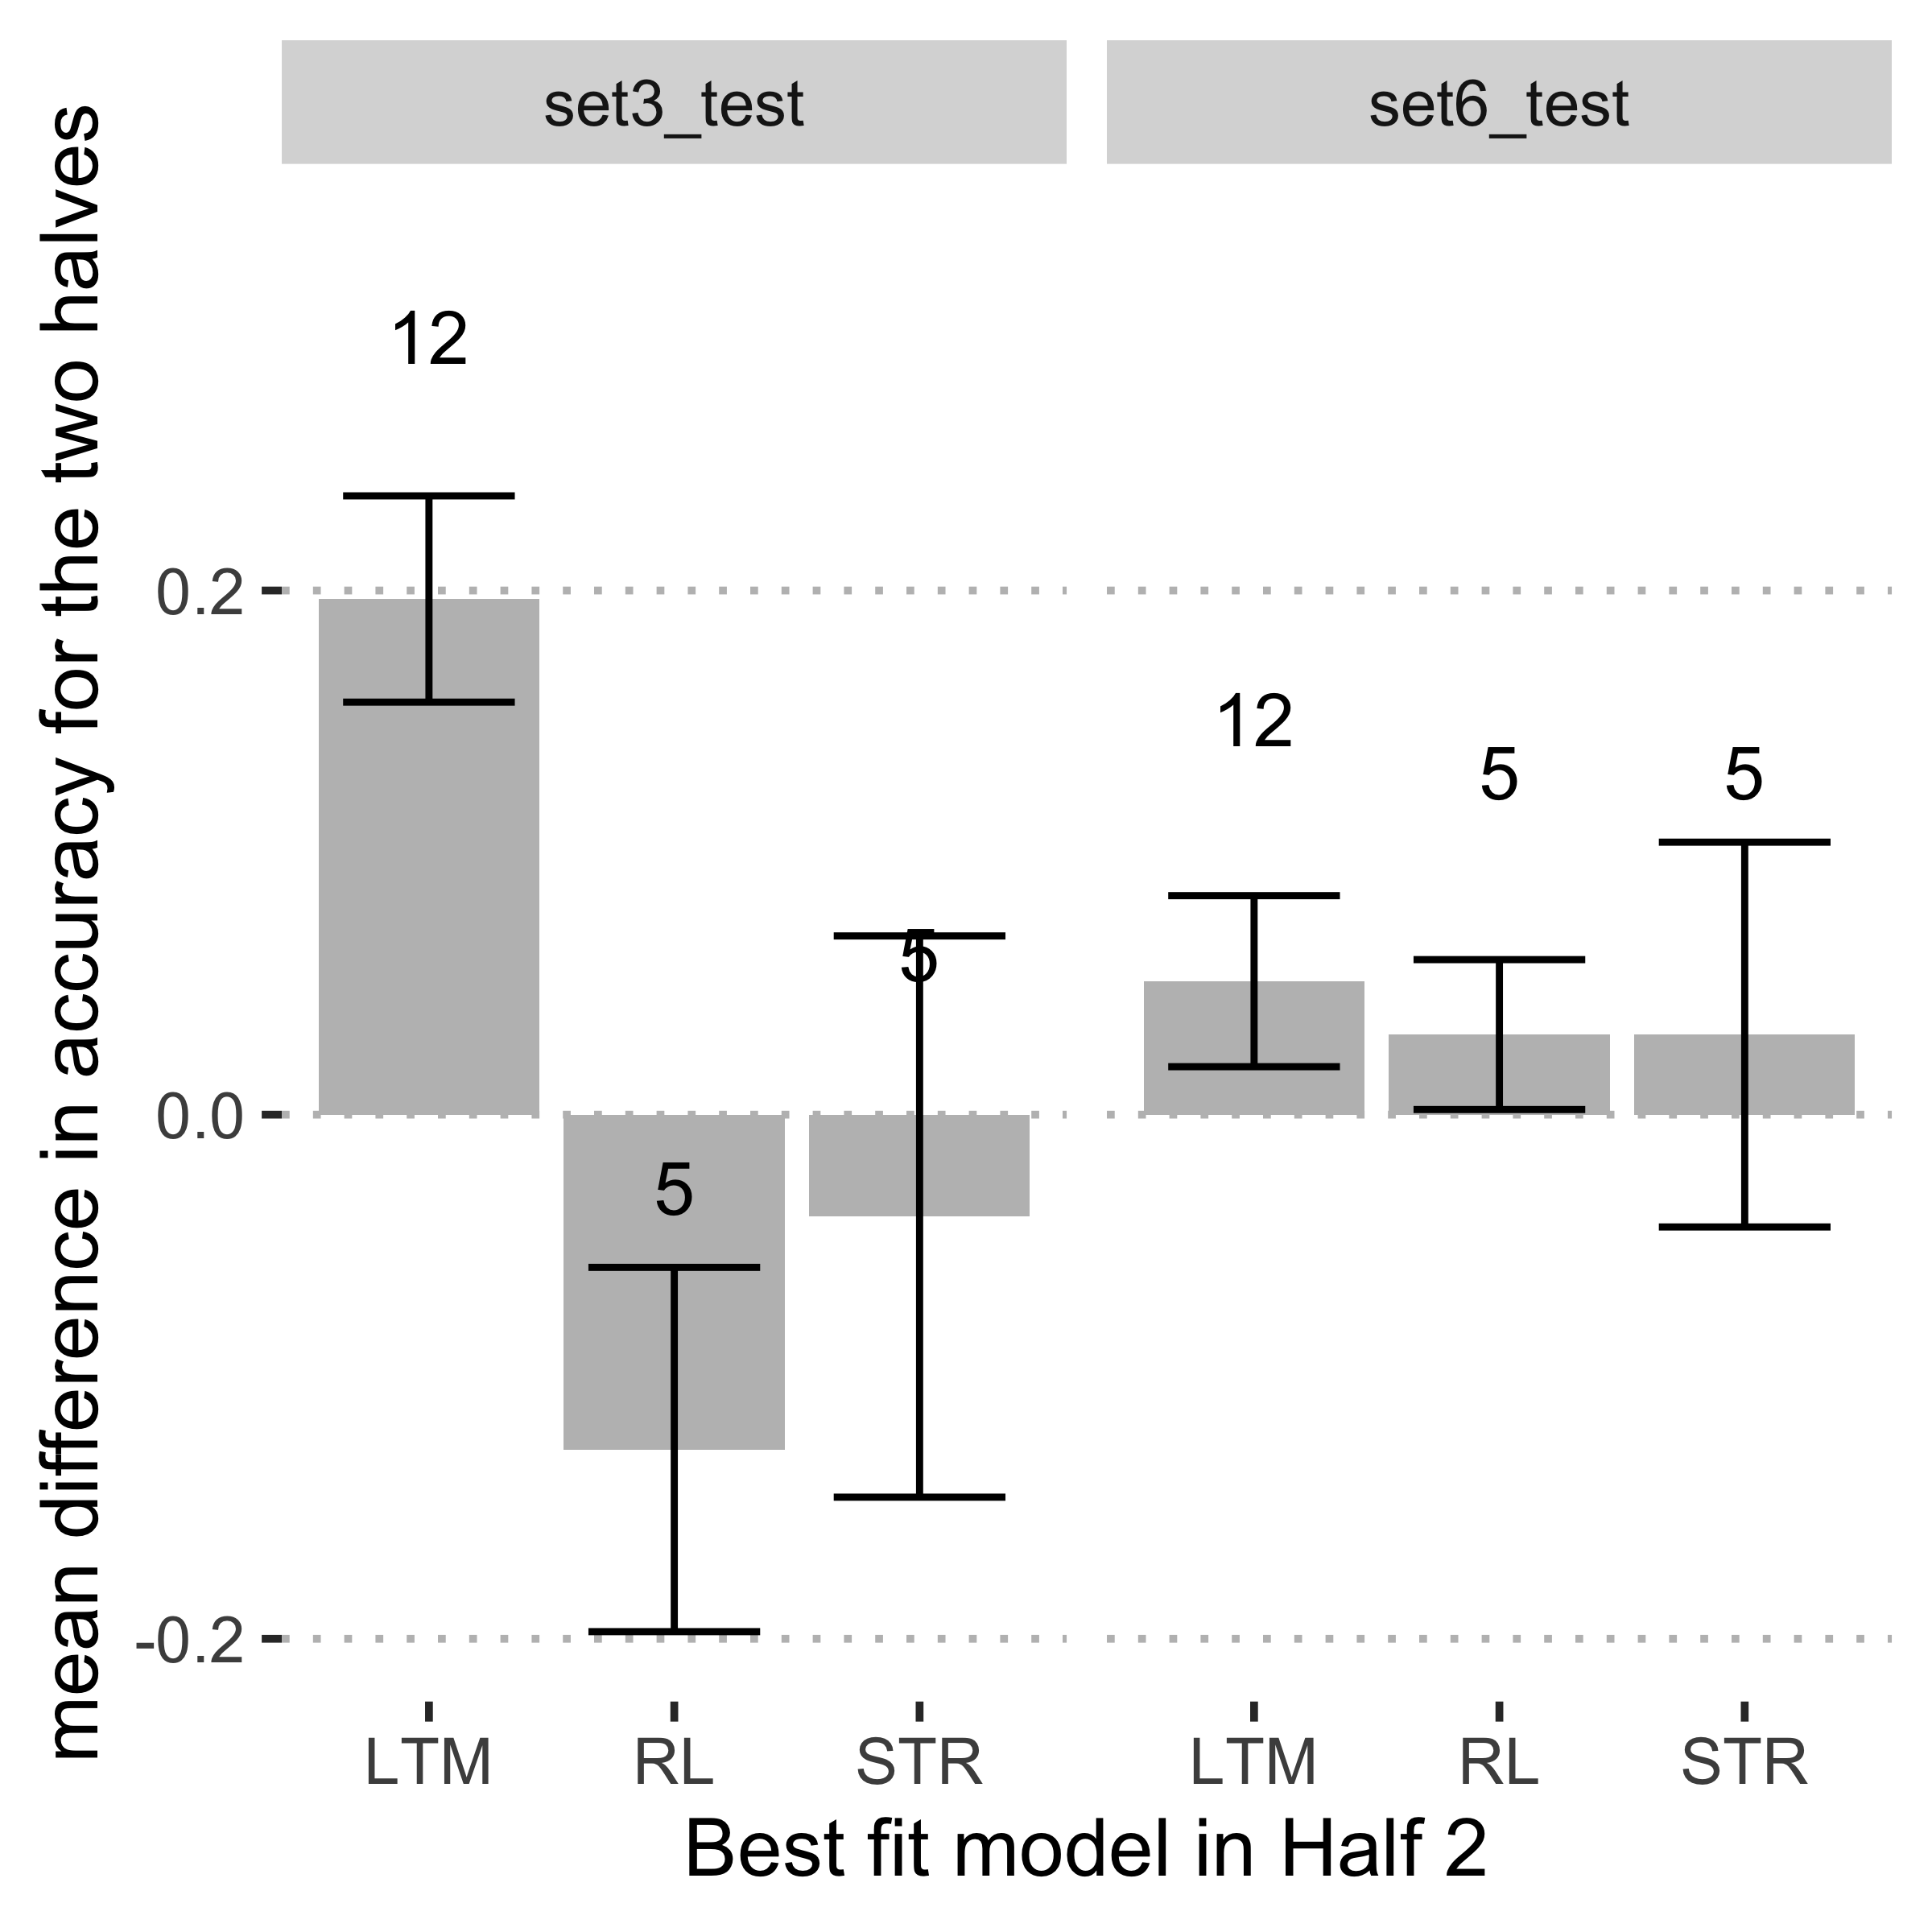 set3_test set6_test
mean difference in accuracy for the two halves
0.2
0.0
-0.2
12
5
5
12
5
5
LTM RL STR LTM RL STR
Best fit model in Half 2